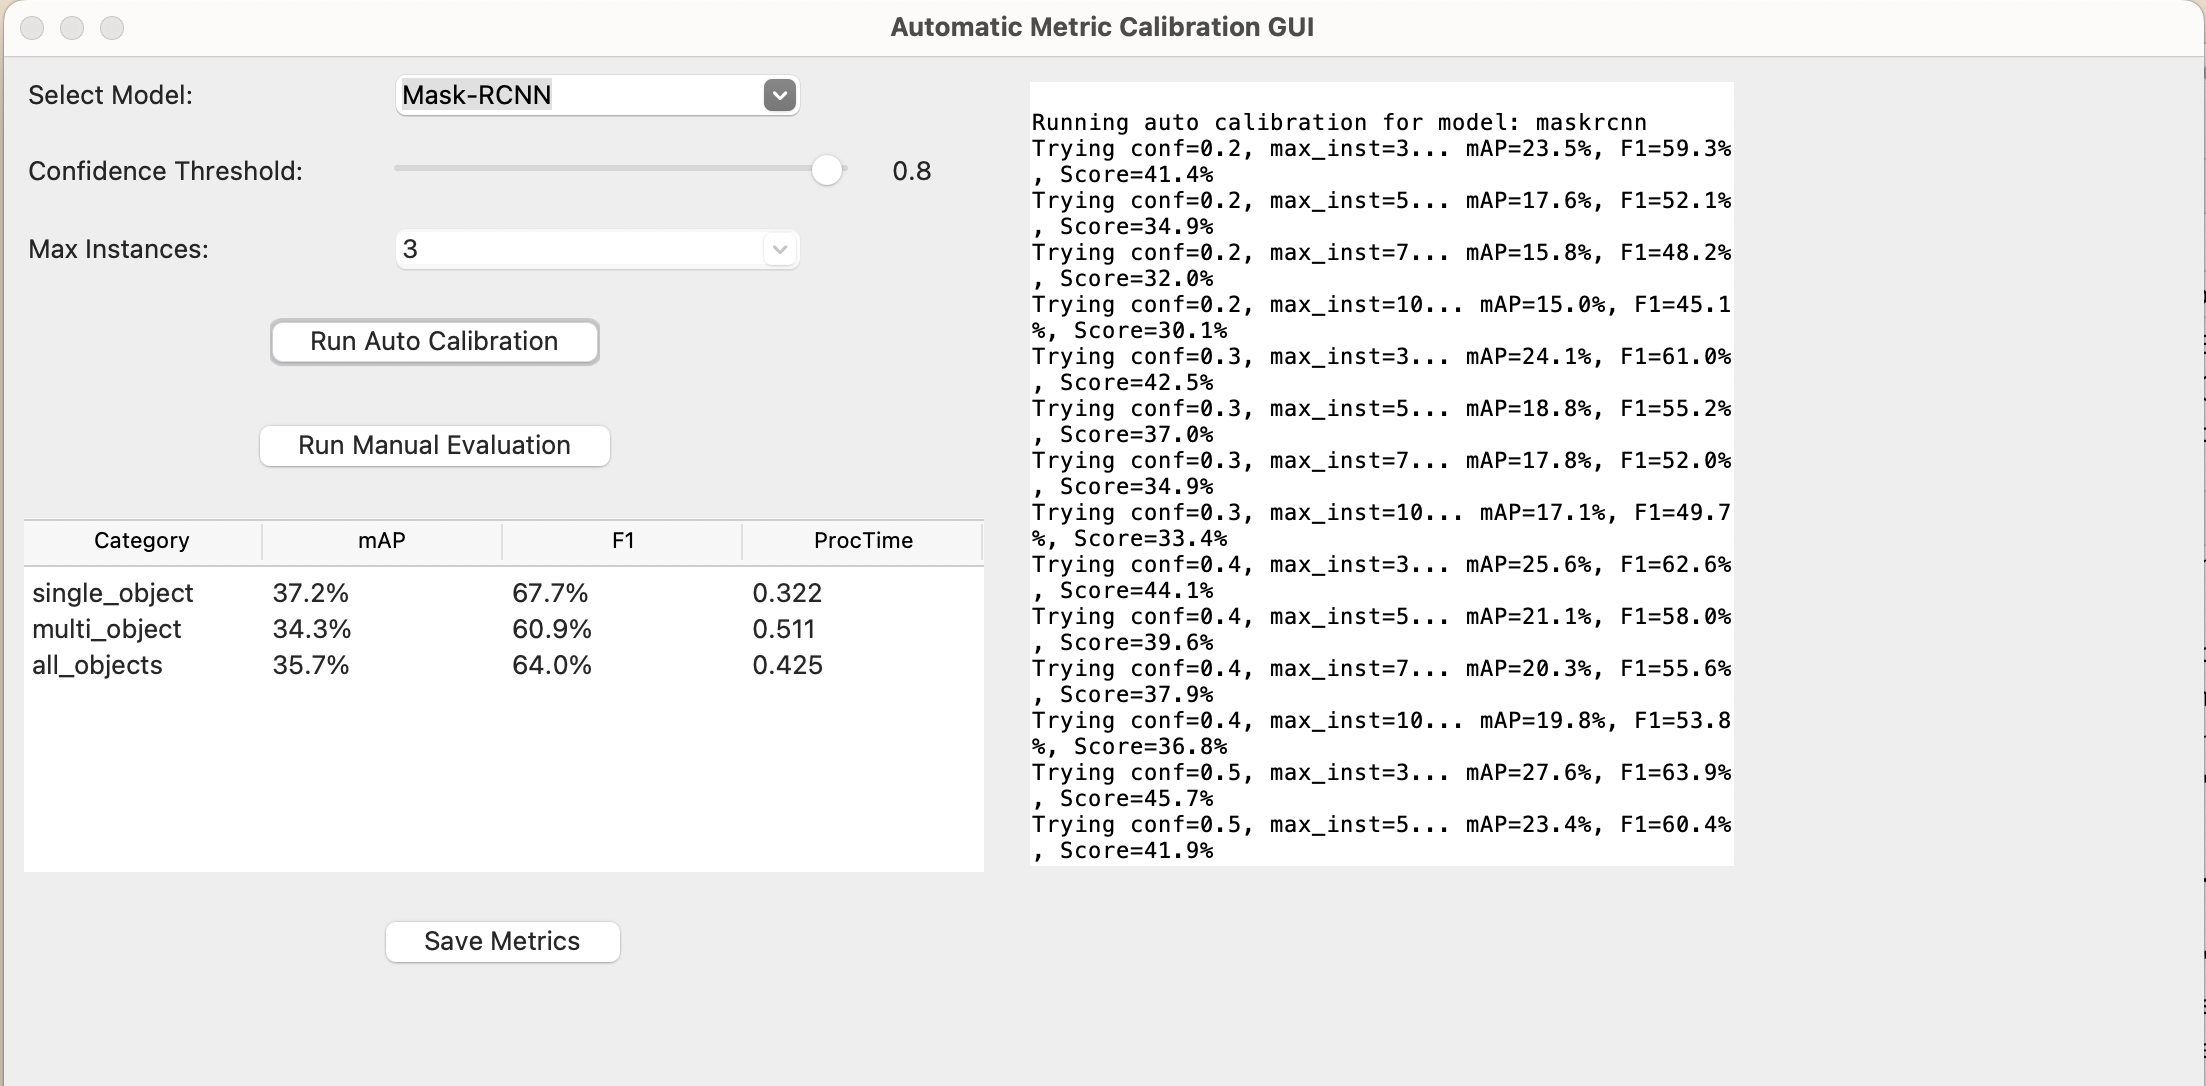 Automatic Metric Calibration GUI
Select Model:
Mask-RCNN
Confidence Threshold:
0.8
Max Instances:
3
Run Auto Calibration
Run Manual Evaluation
Category mAP F1 ProcTime
single_object 37.2% 67.7% 0.322
multi_object 34.3% 60.9% 0.511
all_objects 35.7% 64.0% 0.425
Save Metrics
Running auto calibration for model: maskrcnn
Trying conf=0.2, max_inst=3... mAP=23.5%, F1=59.3%
, Score=41.4%
Trying conf=0.2, max_inst=5... mAP=17.6%, F1=52.1%
, Score=34.9%
Trying conf=0.2, max_inst=7... mAP=15.8%, F1=48.2%
, Score=32.0%
Trying conf=0.2, max_inst=10... mAP=15.0%, F1=45.1
%, Score=30.1%
Trying conf=0.3, max_inst=3... mAP=24.1%, F1=61.0%
, Score=42.5%
Trying conf=0.3, max_inst=5... mAP=18.8%, F1=55.2%
, Score=37.0%
Trying conf=0.3, max_inst=7... mAP=17.8%, F1=52.0%
, Score=34.9%
Trying conf=0.3, max_inst=10... mAP=17.1%, F1=49.7
%, Score=33.4%
Trying conf=0.4, max_inst=3... mAP=25.6%, F1=62.6%
, Score=44.1%
Trying conf=0.4, max_inst=5... mAP=21.1%, F1=58.0%
, Score=39.6%
Trying conf=0.4, max_inst=7... mAP=20.3%, F1=55.6%
, Score=37.9%
Trying conf=0.4, max_inst=10... mAP=19.8%, F1=53.8
%, Score=36.8%
Trying conf=0.5, max_inst=3... mAP=27.6%, F1=63.9%
, Score=45.7%
Trying conf=0.5, max_inst=5... mAP=23.4%, F1=60.4%
, Score=41.9%